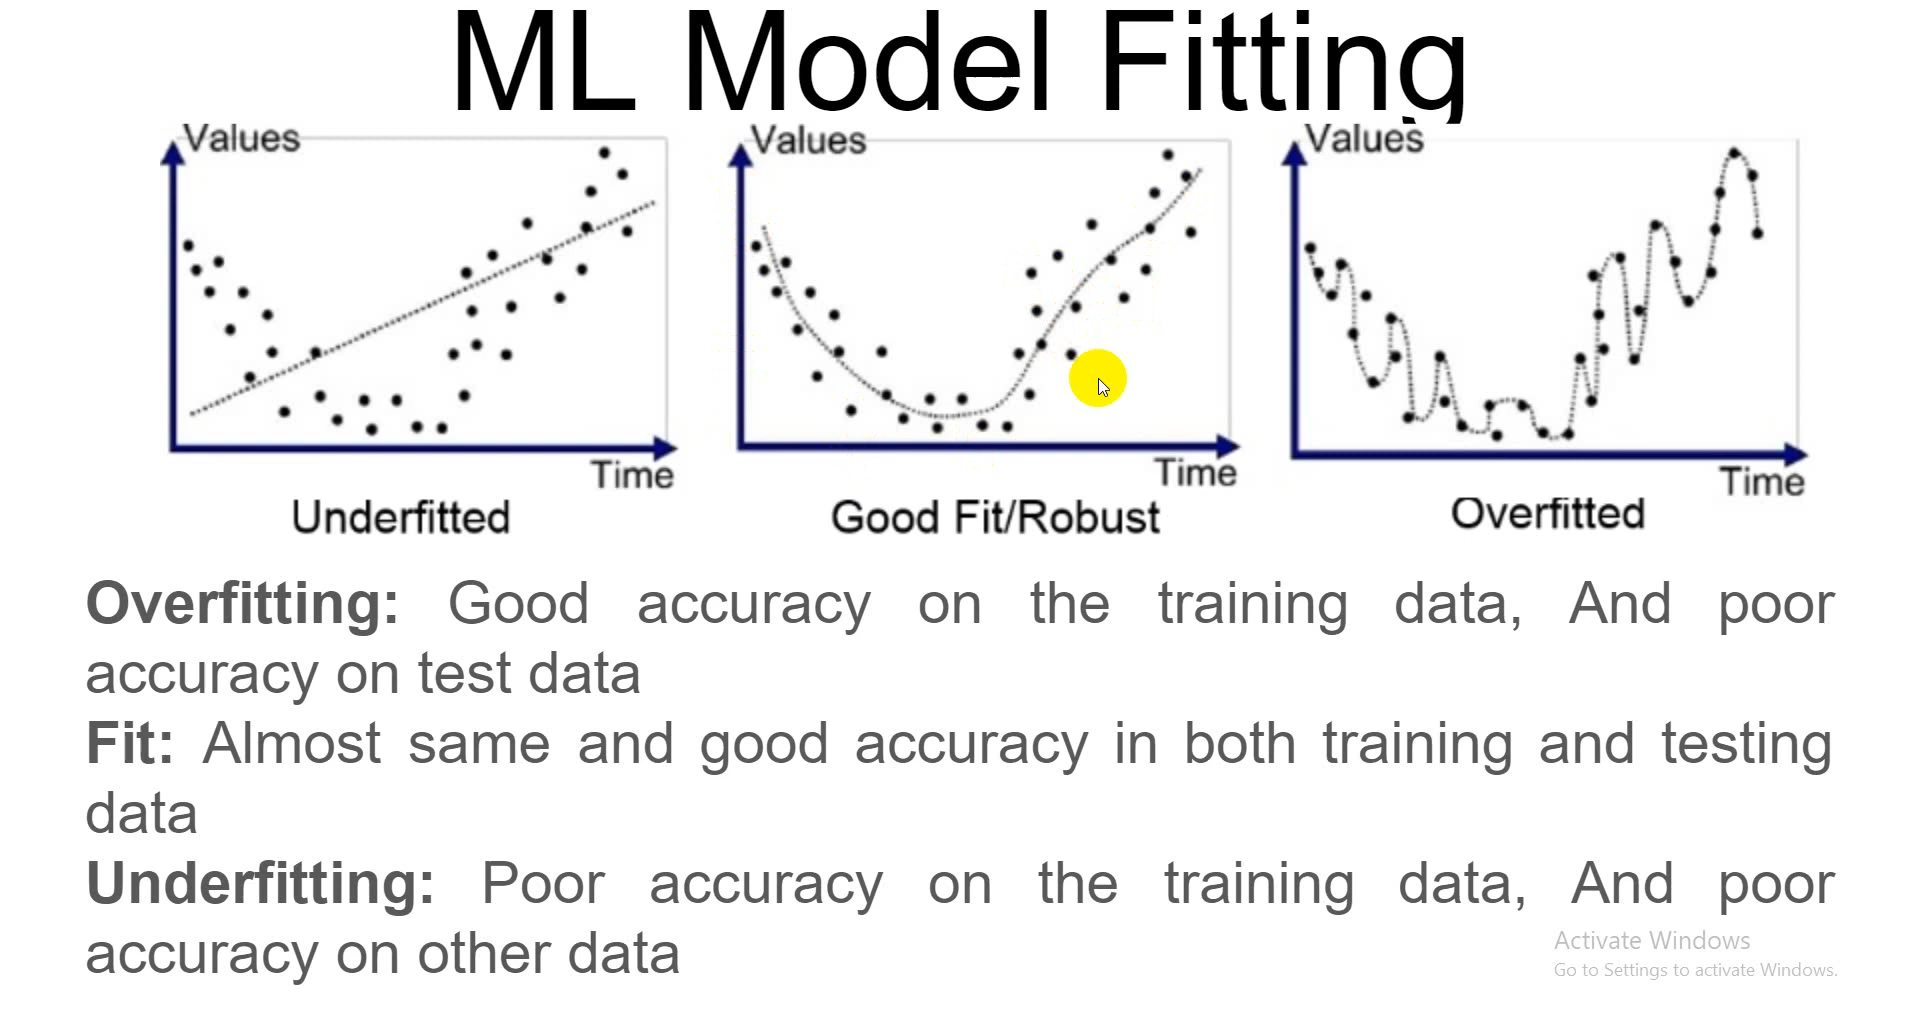 ML Model Fitting
Values
Values
Values
Time
Time
Time
Underfitted
Good Fit/Robust
Overfitted
Overfitting: Good accuracy on the training data, And poor
accuracy on test data
Fit: Almost same and good accuracy in both training and testing
data
Underfitting: Poor accuracy on the training data, And poor
accuracy on other data
Activate Windows
Go to Settings to activate Windows.